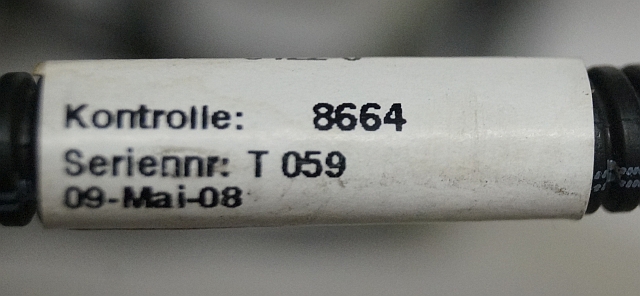 Kontrolle: 8664
Seriennr: T 059
09-Mai-08